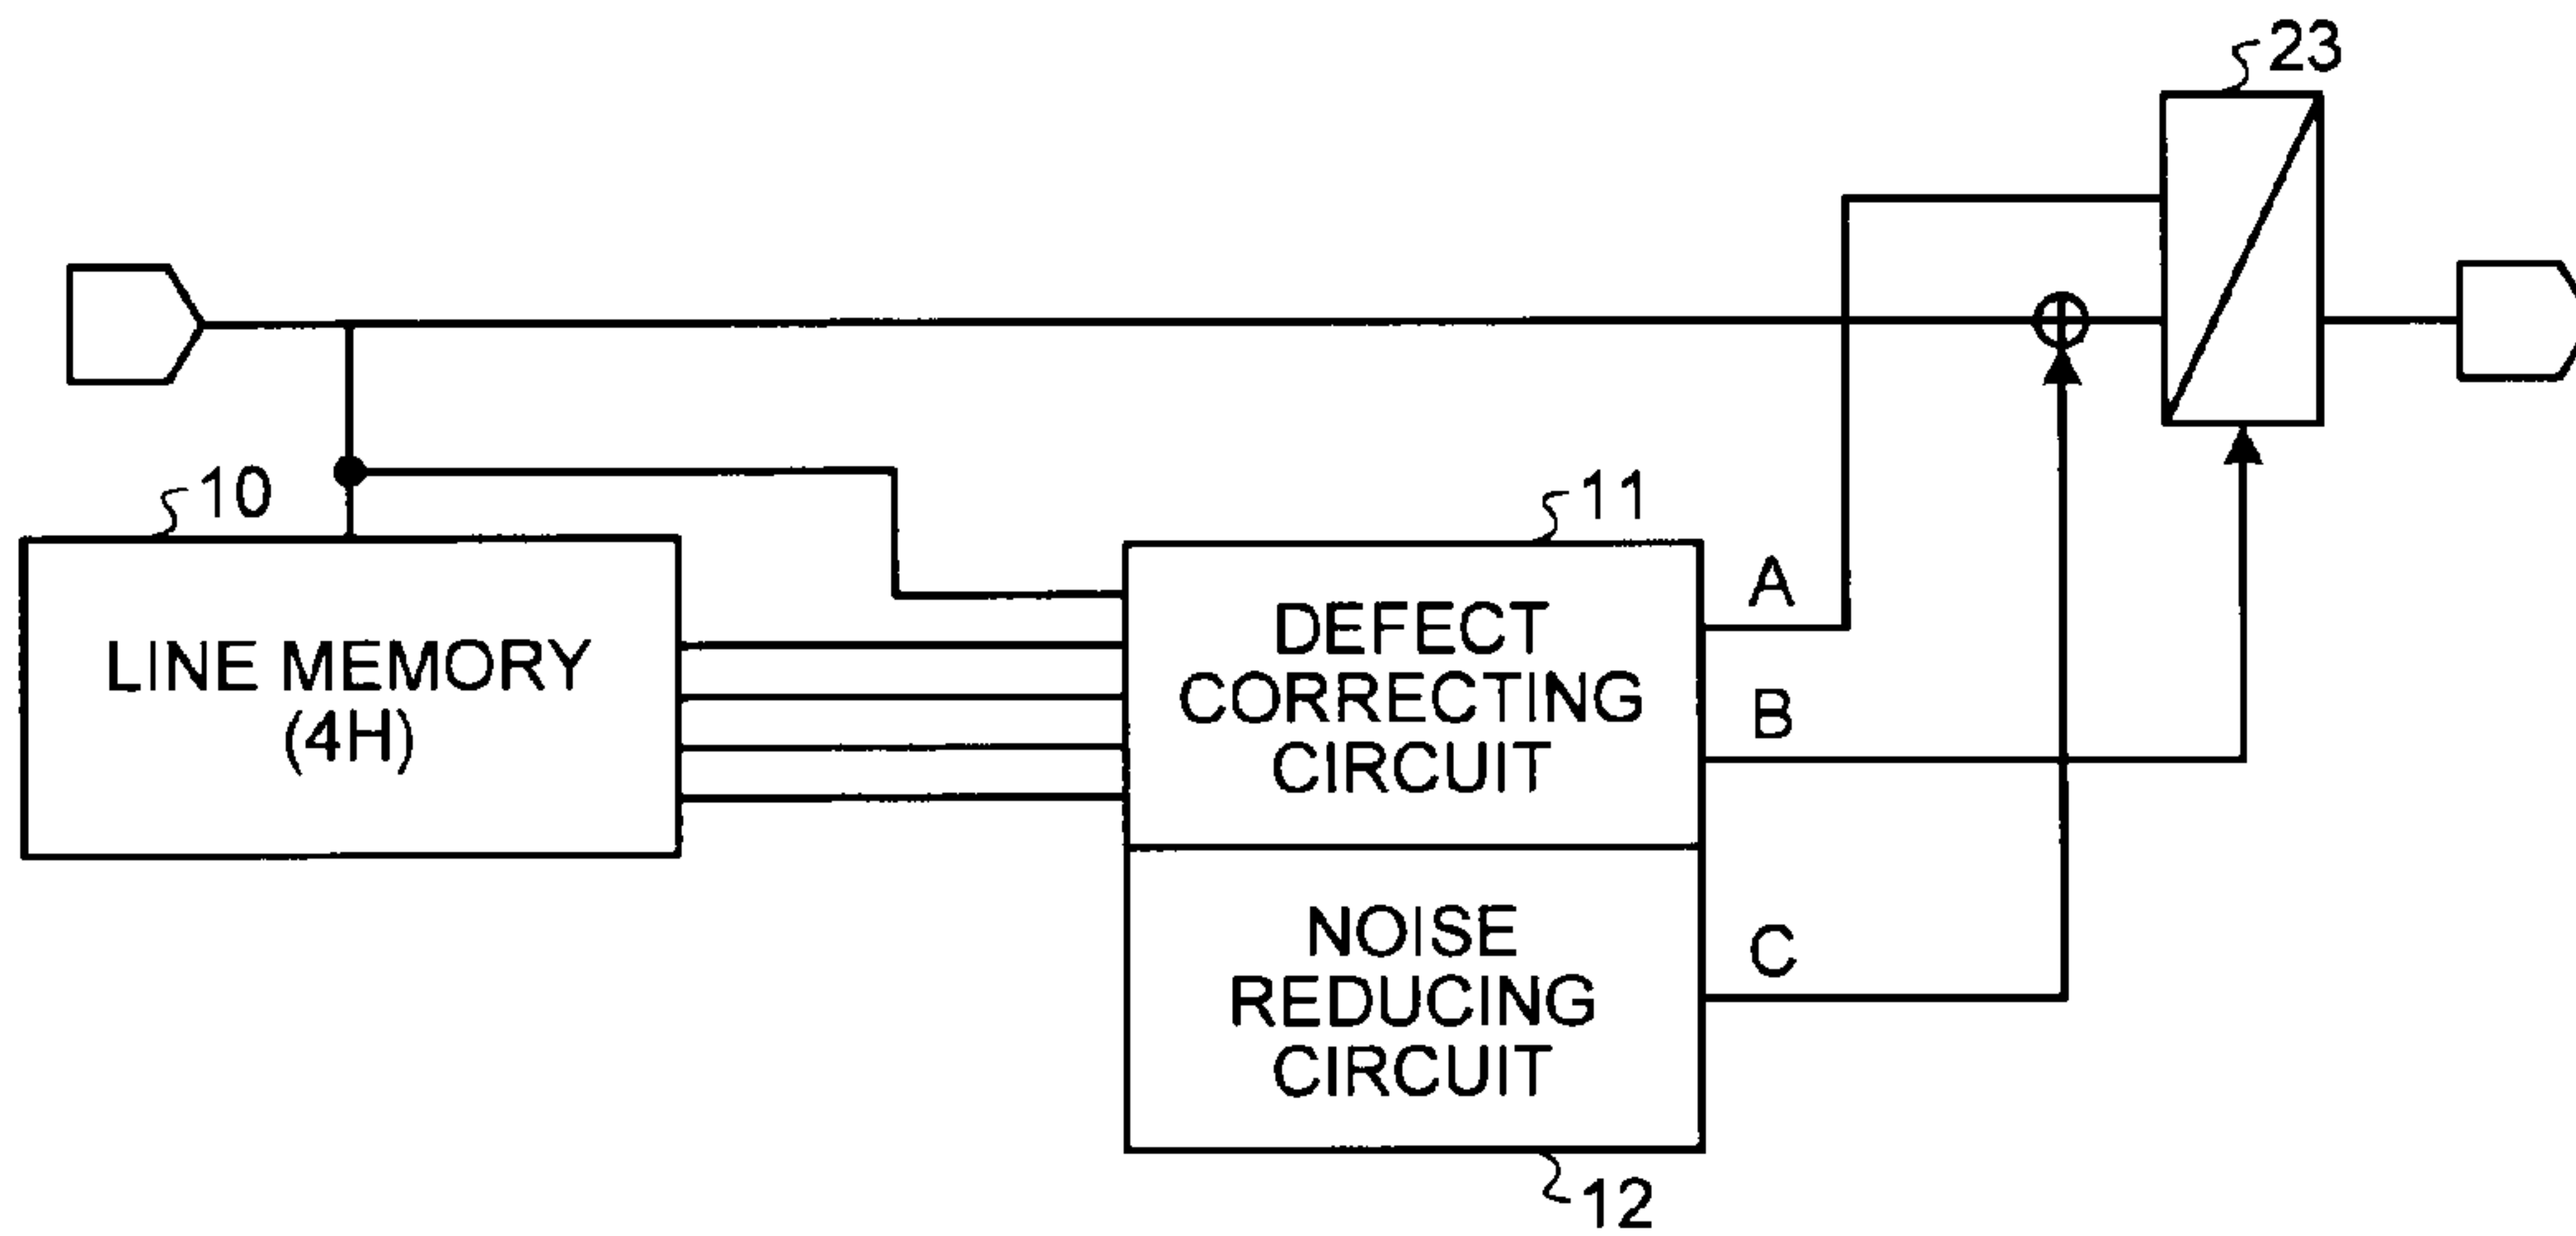 23
10
11
LINE MEMORY
(4H)
DEFECT
CORRECTING
CIRCUIT
A
B
NOISE
REDUCING
CIRCUIT
C
12